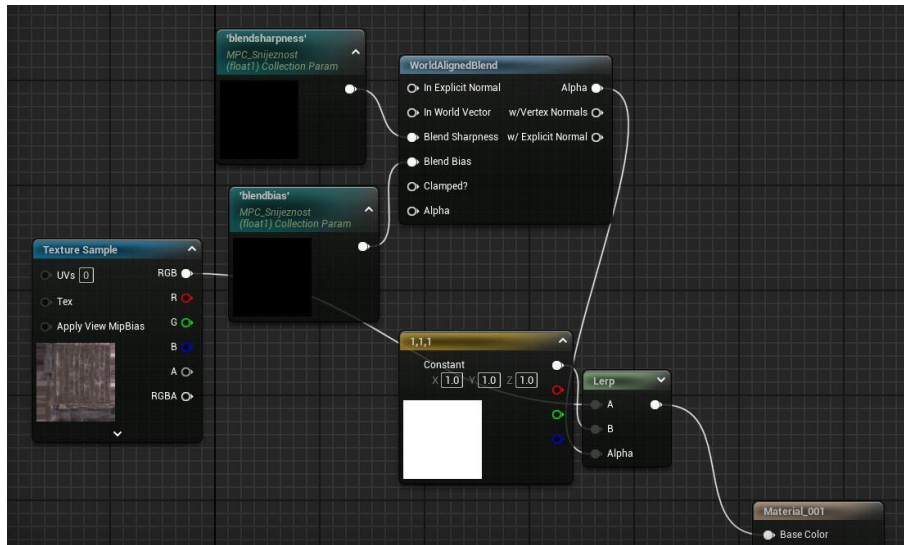 'blendsharpness'
MPC_Snijeznost
(float1) Collection Param
WorldAlignedBlend
In Explicit Normal
Alpha
In World Vector
w/Vertex Normals
Blend Sharpness
w/ Explicit Normal
Blend Bias
Clamped?
Alpha
'blendbias'
MPC_Snijeznost
(float1) Collection Param
Texture Sample
UVs 0
RGB
Tex
R
Apply View MipBias
G
B
A
RGBA
1,1,1
Constant
X 1.0 Y 1.0 Z 1.0
Lerp
A
B
Alpha
Material_001
Base Color